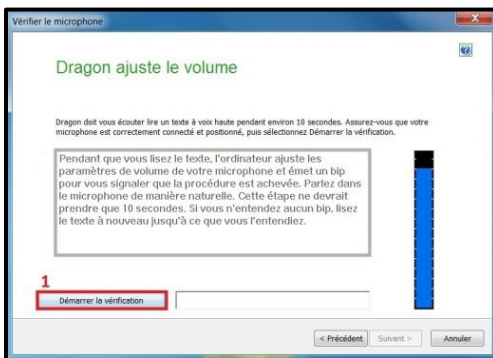 Vérifier le microphone
Dragon ajuste le volume
Dragon doit vous écouter lire un texte à voix haute pendant environ 10 secondes. Assurez-vous que votre
microphone est correctement connecté et positionné, puis sélectionnez Démarrer la vérification.
Pendant que vous lisez le texte, l'ordinateur ajuste les
paramètres de volume de votre microphone et émet un bip
pour vous signaler que la procédure est achevée. Parlez dans
le microphone de manière naturelle. Cette étape ne devrait
prendre que 10 secondes. Si vous n'entendez aucun bip, lisez
le texte à nouveau jusqu'à ce que vous l'entendiez.
1
Démarrer la vérification
< Précédent Suivant > Annuler